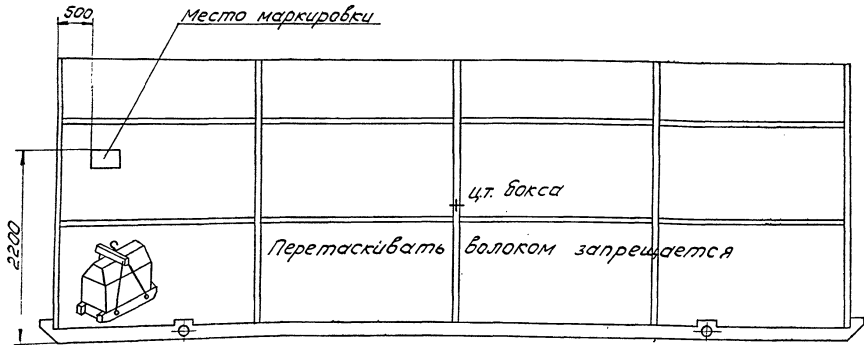 500
Место маркировки
ц.т. бокса
2200
Перетаскивать волоком запрещается